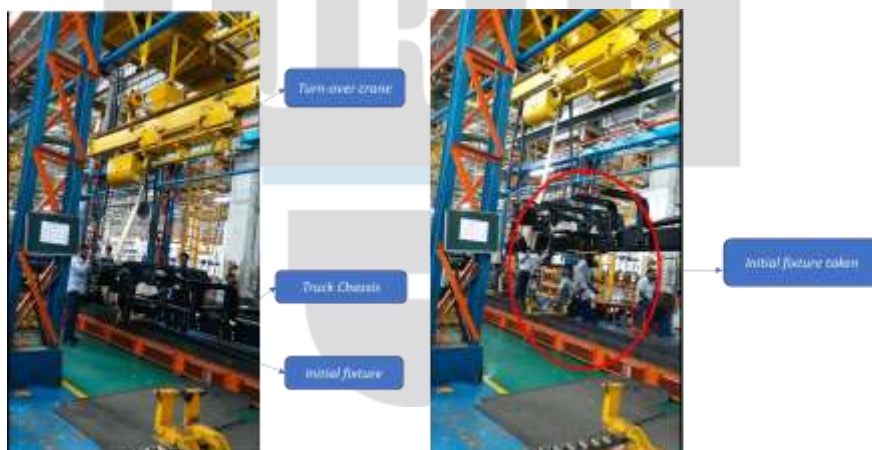 Turn-over crane
Truck Chassis
Initial fixture
Initial fixture taken